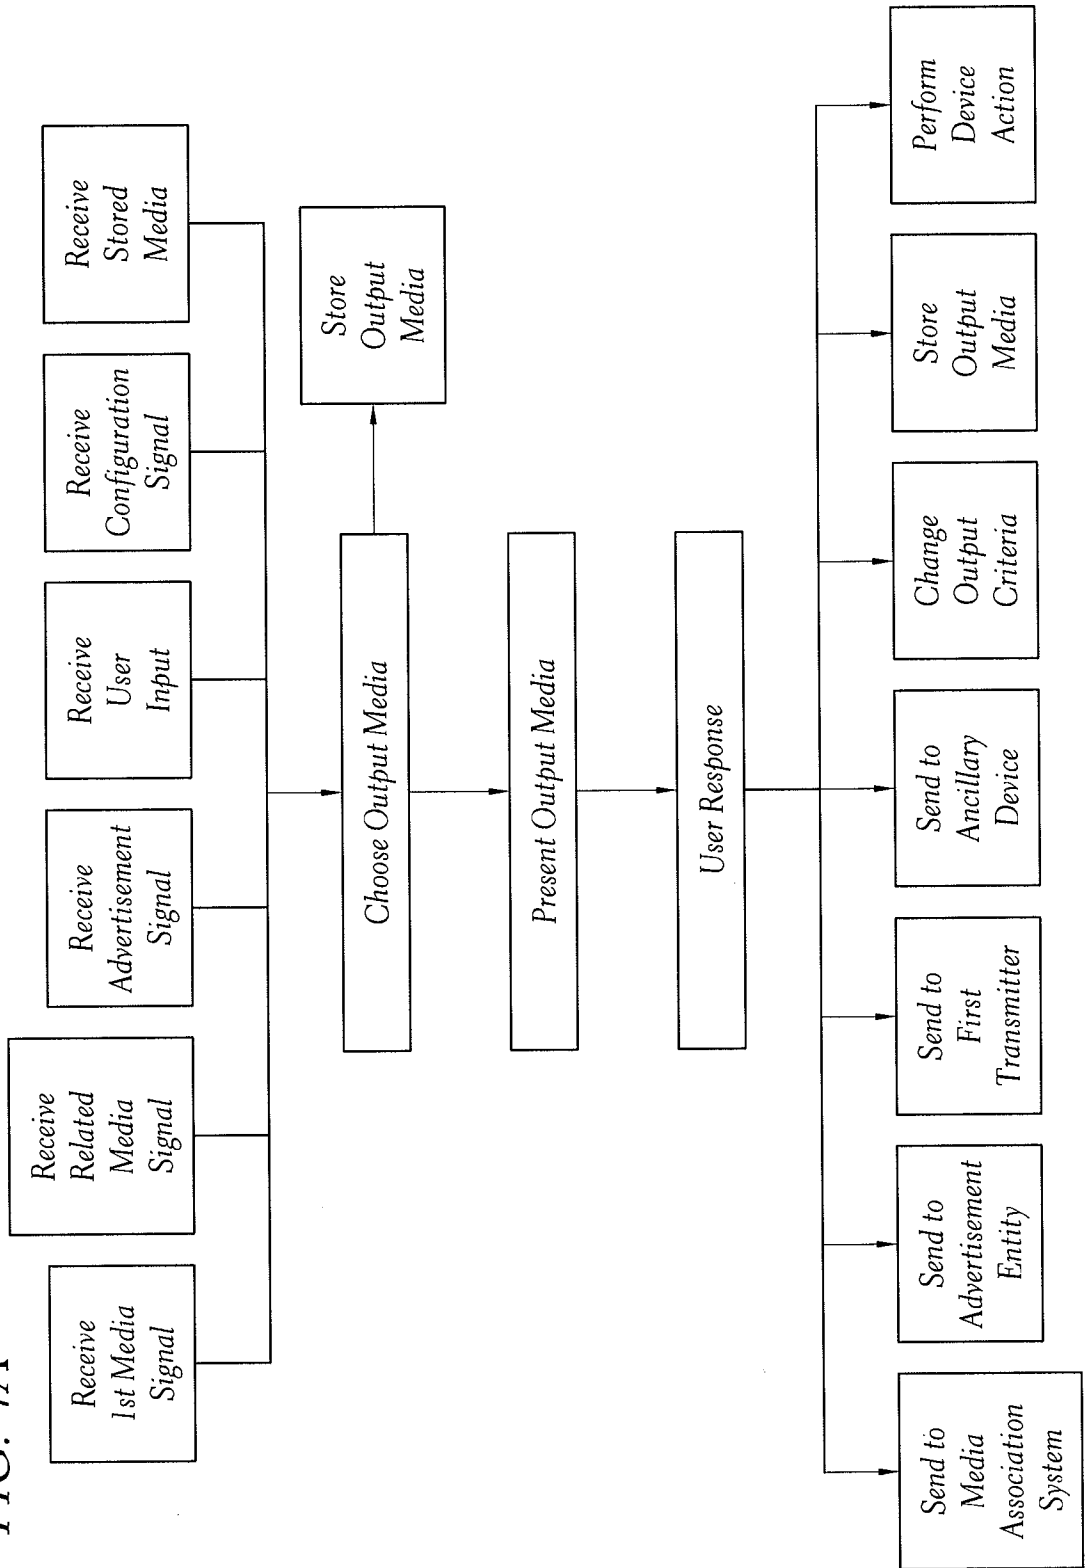 FIG.
Receive
1st Media
Signal
Receive
Related
Media
Signal
Receive
Advertisement
Signal
Receive
User
Input
Receive
Configuration
Signal
Receive
Stored
Media
Choose Output Media
Store
Output
Media
Present Output Media
User Response
Send to
Media
Association
System
Send to
Advertisement
Entity
Send to
First
Transmitter
Send to
Ancillary
Device
Change
Output
Criteria
Store
Output
Media
Perform
Device
Action